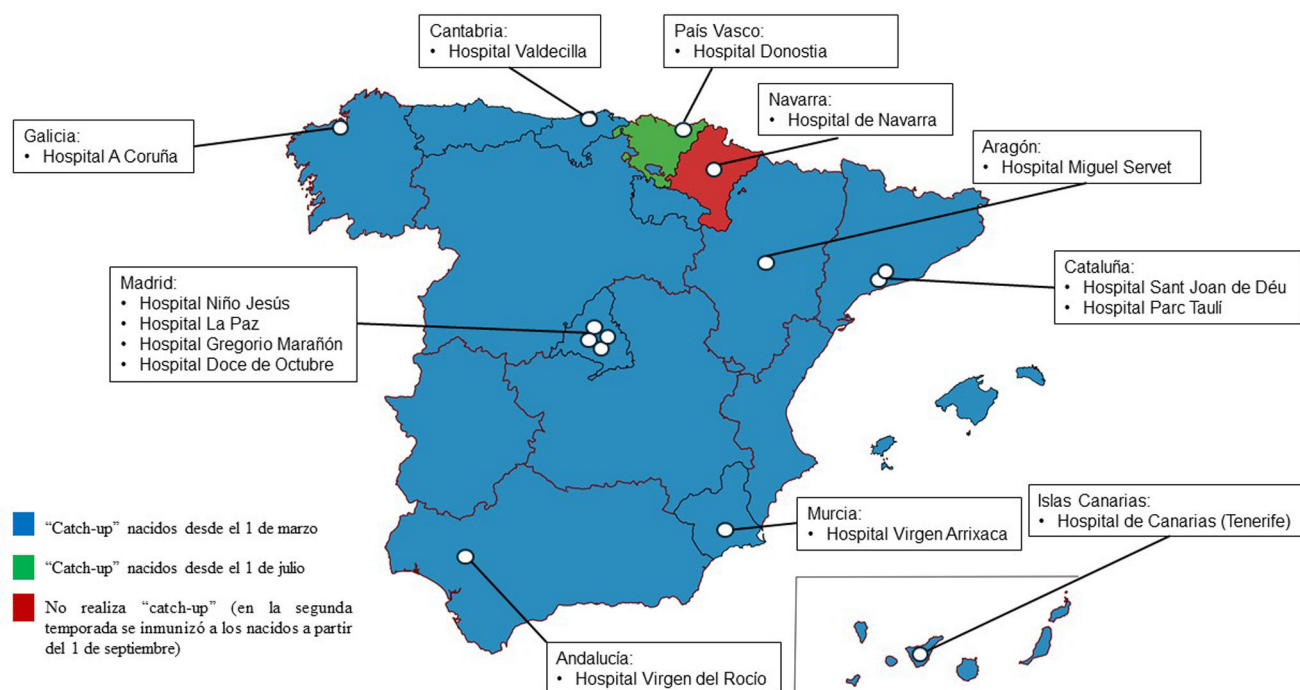 Cantabria:
• Hospital Valdecilla
País Vasco:
• Hospital Donostia
Navarra:
• Hospital de Navarra
Galicia:
• Hospital A Coruña
Aragón:
• Hospital Miguel Servet
Madrid:
• Hospital Niño Jesús
• Hospital La Paz
• Hospital Gregorio Marañón
• Hospital Doce de Octubre
Cataluña:
• Hospital Sant Joan de Déu
• Hospital Parc Taulí
Murcia:
• Hospital Virgen Arrixaca
Islas Canarias:
• Hospital de Canarias (Tenerife)
Andalucía:
• Hospital Virgen del Rocío
“Catch-up” nacidos desde el 1 de marzo
“Catch-up” nacidos desde el 1 de julio
No realiza “catch-up” (en la segunda
temporada se inmunizó a los nacidos a partir
del 1 de septiembre)